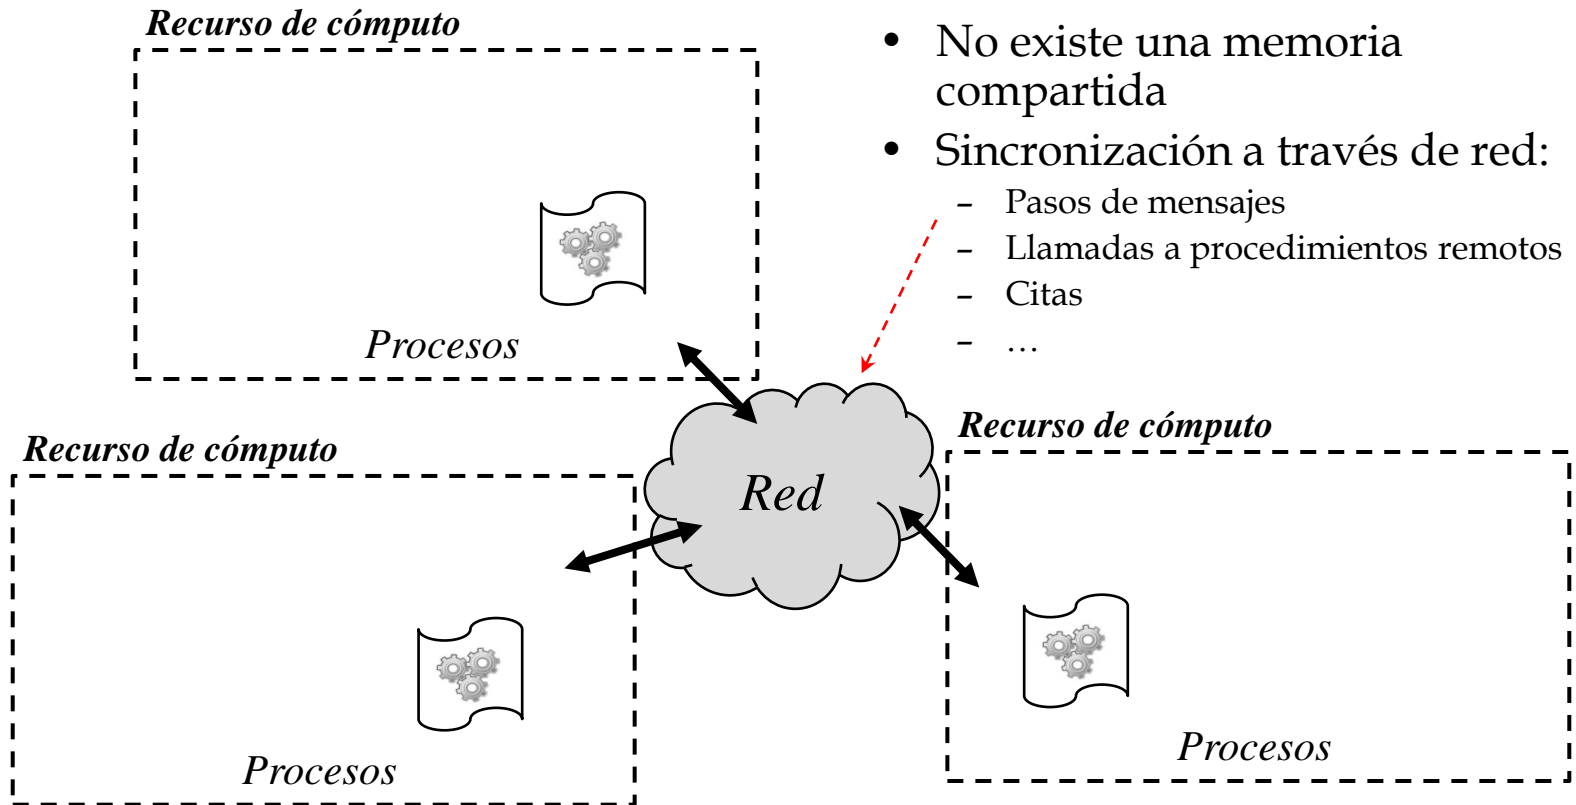 Recurso de cómputo
Procesos
• No existe una memoria
compartida
• Sincronización a través de red:
– Pasos de mensajes
– Llamadas a procedimientos remotos
– Citas
– …
Recurso de cómputo
Procesos
Red
Recurso de cómputo
Procesos